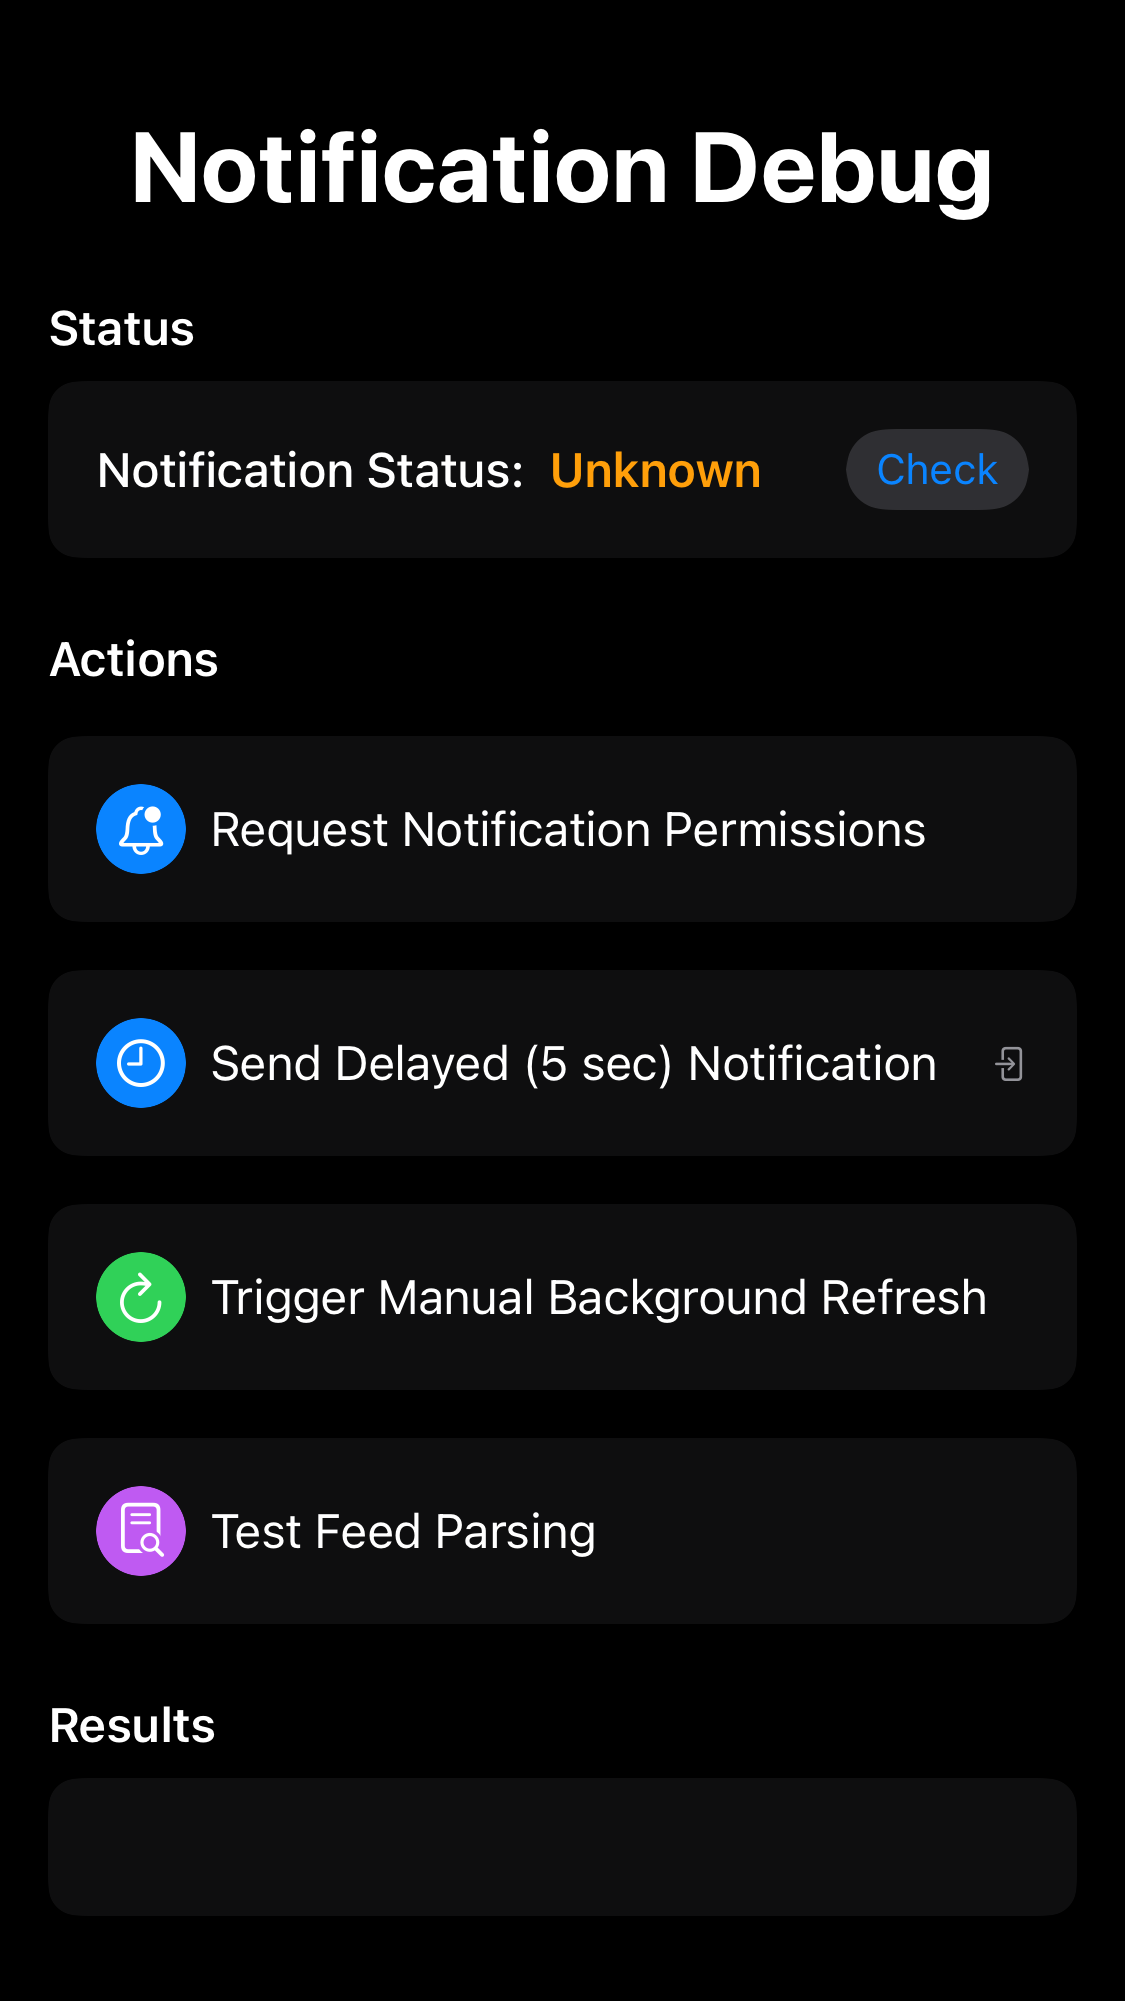 Notification Debug
Status
Notification Status: Unknown Check
Actions
Request Notification Permissions
Send Delayed (5 sec) Notification
Trigger Manual Background Refresh
Test Feed Parsing
Results